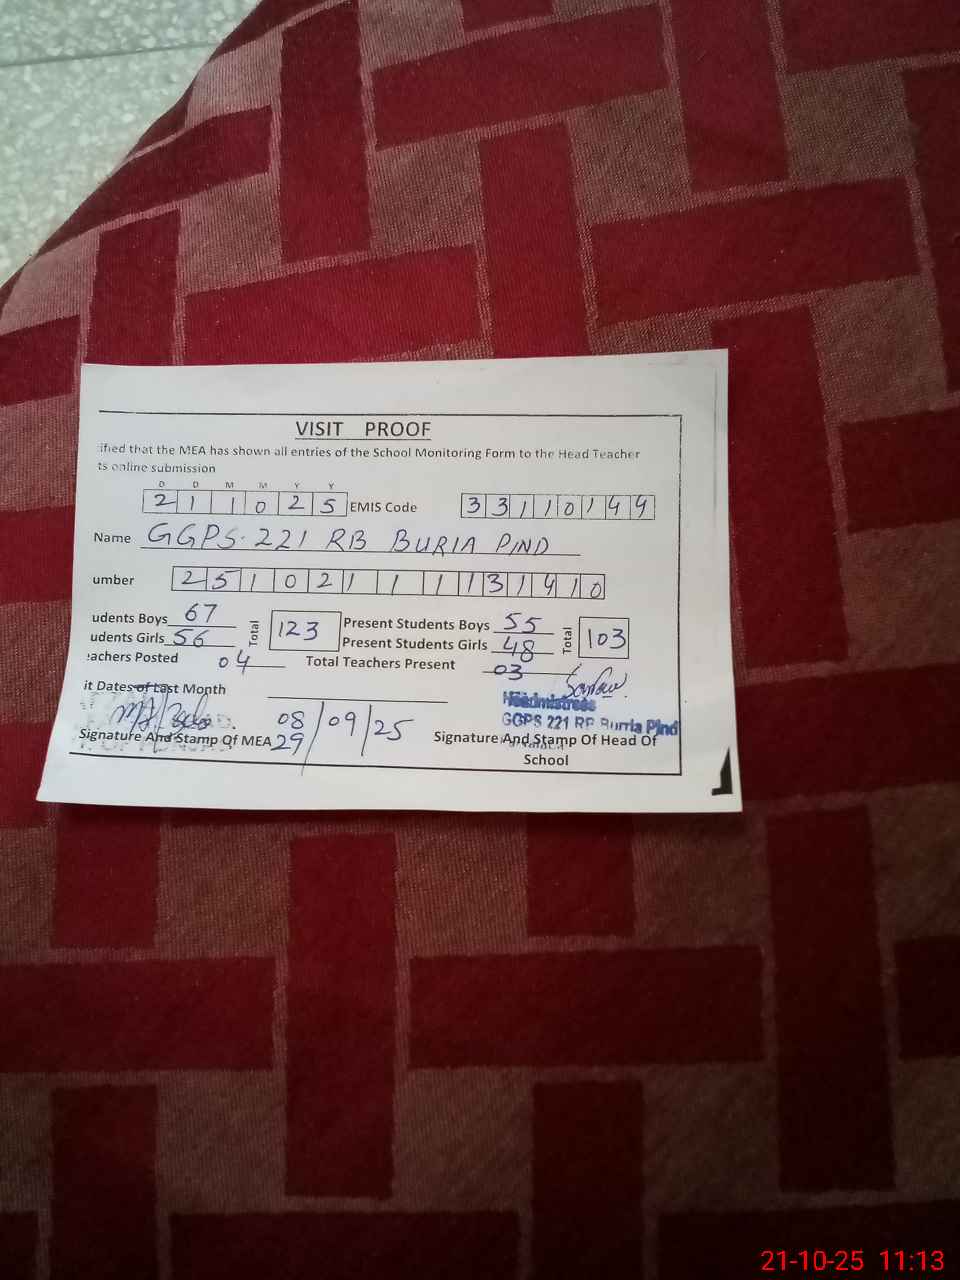 VISIT PROOF
ified that the MEA has shown all entries of the School Monitoring Form to the Head Teacher
ts online submission
D D M M Y Y
2 1 1 0 2 5 EMIS Code 3 3 1 1 0 1 4 4
Name GGPS. 221 RB BURIA PIND
umber 2 5 1 0 2 1 1 1 1 3 1 4 1 0
udents Boys 67 Total 123 Present Students Boys 55 Total 103
udents Girls 56 Present Students Girls 48
eachers Posted 04 Total Teachers Present 03
it Dates of Last Month
08/09/25
29
Headmistress
GGPS 221 RB Burria Pind
Signature And Stamp Of MEA
Signature And Stamp Of Head Of
School
21-10-25 11:13